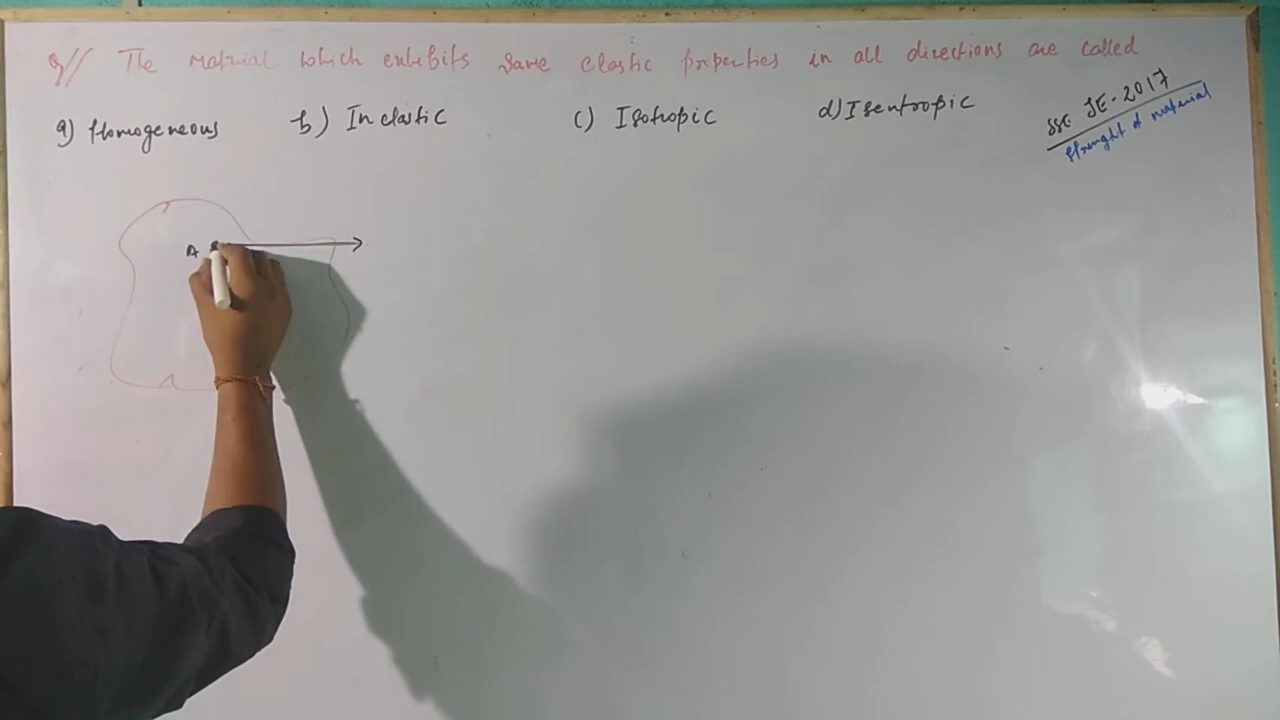 Q// The material which exhibits same elastic properties in all directions are called
a) Homogeneous b) Inelastic c) Isotropic d) Isentropic
SSC JE-2017
Strenght of material
A